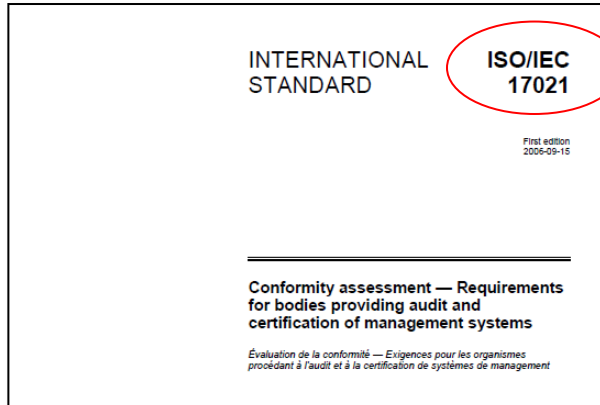 INTERNATIONAL
STANDARD
ISO/IEC
17021
First edition
2006-09-15
Conformity assessment — Requirements
for bodies providing audit and
certification of management systems
Évaluation de la conformité — Exigences pour les organismes
procédant à l'audit et à la certification de systèmes de management